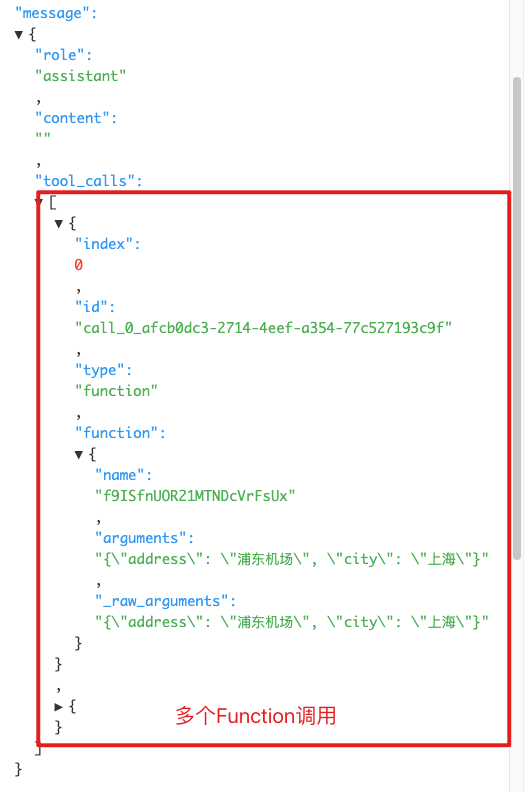 "message":
▼ {
"role":
"assistant"
,
"content":
""
,
"tool_calls":
▼ [
▼ {
"index":
0
,
"id":
"call_0_afcb0dc3-2714-4eef-a354-77c527193c9f"
,
"type":
"function"
,
"function":
▼ {
"name":
"f9ISfnUOR21MTNDcVrFsUx"
,
"arguments":
"{\"address\": \"浦东机场\", \"city\": \"上海\"}"
,
"_raw_arguments":
"{\"address\": \"浦东机场\", \"city\": \"上海\"}"
}
}
,
▶ {
多个Function调用
}
]
}